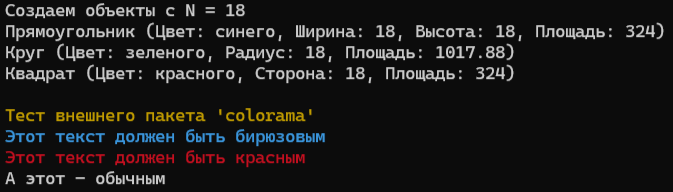 Создаем объекты с N = 18
Прямоугольник (Цвет: синего, Ширина: 18, Высота: 18, Площадь: 324)
Круг (Цвет: зеленого, Радиус: 18, Площадь: 1017.88)
Квадрат (Цвет: красного, Сторона: 18, Площадь: 324)
Тест внешнего пакета 'colorama'
Этот текст должен быть бирюзовым
Этот текст должен быть красным
А этот - обычным